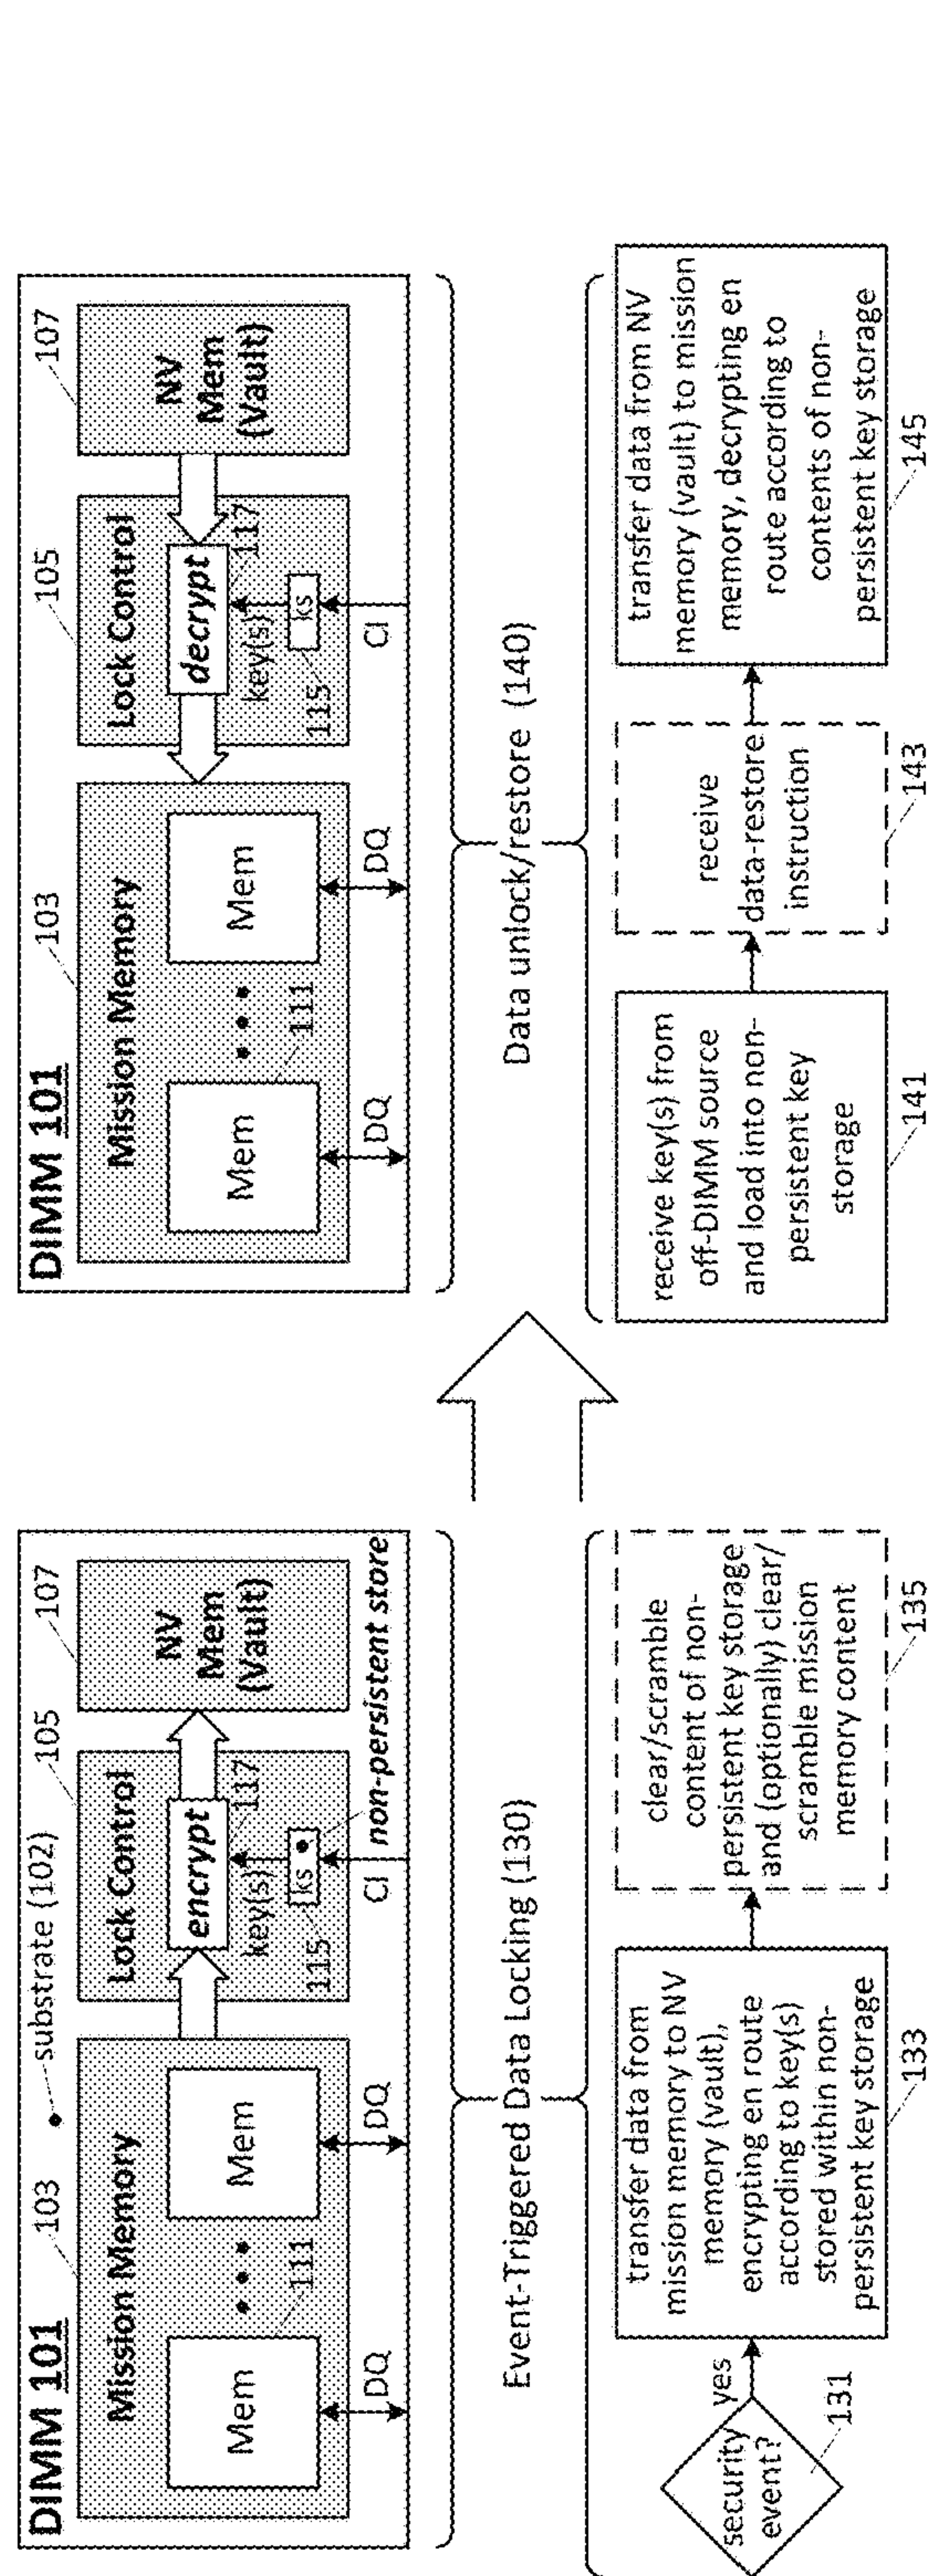 DIMM 101
103
substrate (102)
105
107
Mission Memory
Lock Control
NV
Mem
(Vault)
Mem
Mem
111
encrypt
117
key(s)
ks
115
non-persistent store
DQ
DQ
CI
Event-Triggered Data Locking (130)
security
event?
yes
131
transfer data from
mission memory to NV
memory (vault),
encrypting en route
according to key(s)
stored within non-
persistent key storage
133
clear/scramble
content of non-
persistent key storage
and (optionally) clear/
scramble mission
memory content
135
DIMM 101
103
105
107
Mission Memory
Lock Control
NV
Mem
(Vault)
Mem
Mem
111
decrypt
117
key(s)
ks
115
DQ
DQ
CI
Data unlock/restore (140)
receive key(s) from
off-DIMM source
and load into non-
persistent key
storage
141
receive
data-restore
instruction
143
transfer data from NV
memory (vault) to mission
memory, decrypting en
route according to
contents of non-
persistent key storage
145